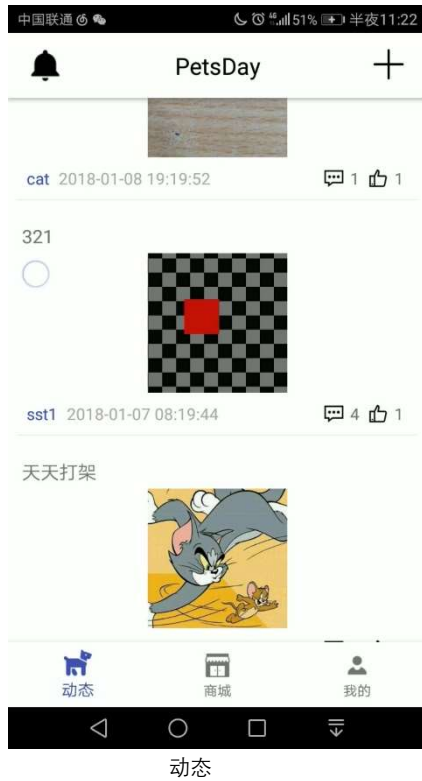 中国联通 46 51% 半夜11:22
PetsDay
cat 2018-01-08 19:19:52 1 1
321
sst1 2018-01-07 08:19:44 4 1
天天打架
动态 商城 我的
动态